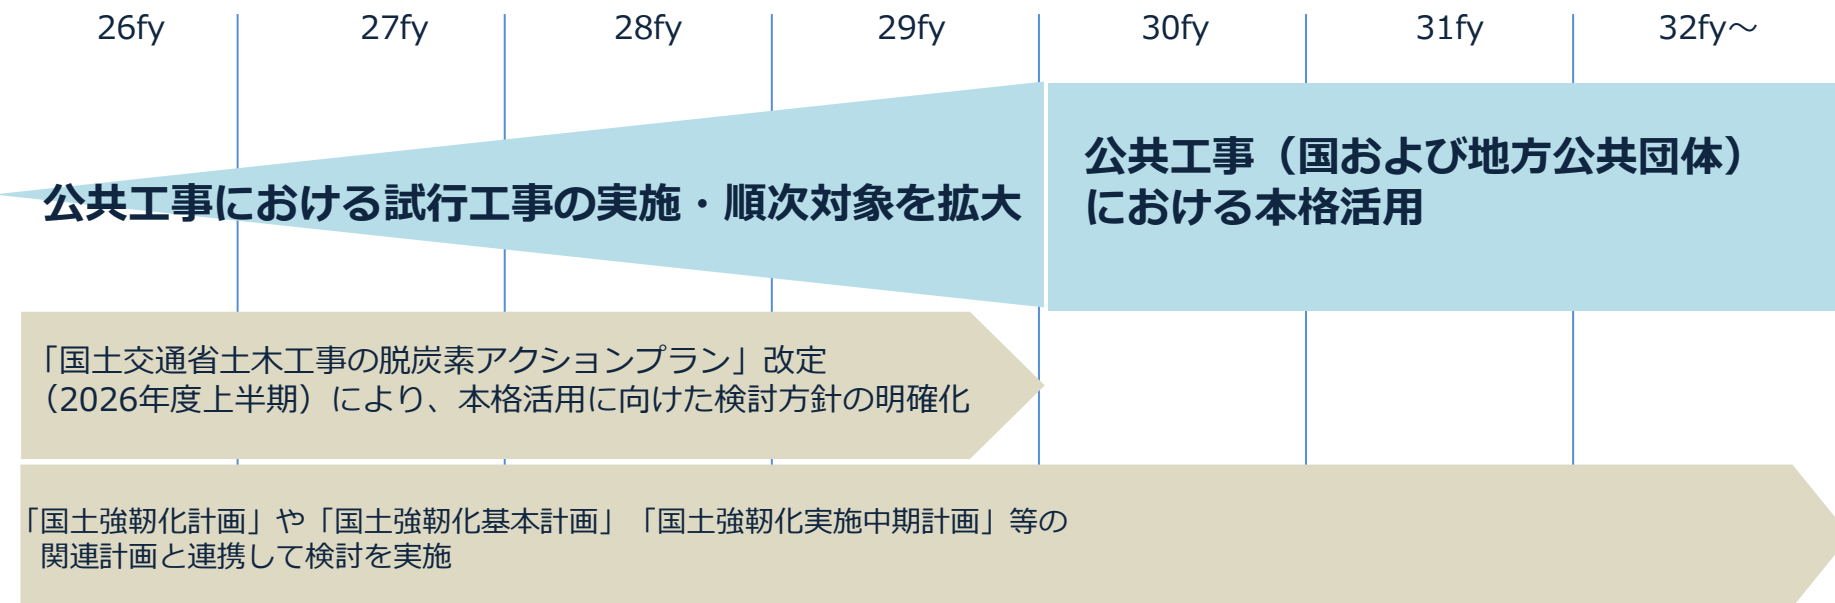 26fy 27fy 28fy 29fy 30fy 31fy 32fy～
公共工事における試行工事の実施・順次対象を拡大
公共工事（国および地方公共団体）
における本格活用
「国土交通省土木工事の脱炭素アクションプラン」改定
（2026年度上半期）により、本格活用に向けた検討方針の明確化
「国土強靭化計画」や「国土強靭化基本計画」「国土強靭化実施中期計画」等の
関連計画と連携して検討を実施